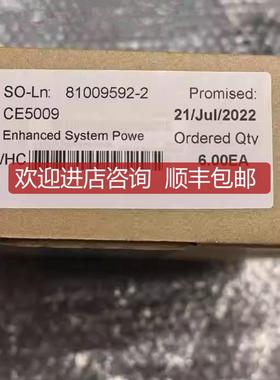 SO-Ln: 81009592-2 Promised:
CE5009 21/Jul/2022
Enhanced System Powe Ordered Qty
/HC 6.00EA
欢迎进店咨询 顺丰包邮